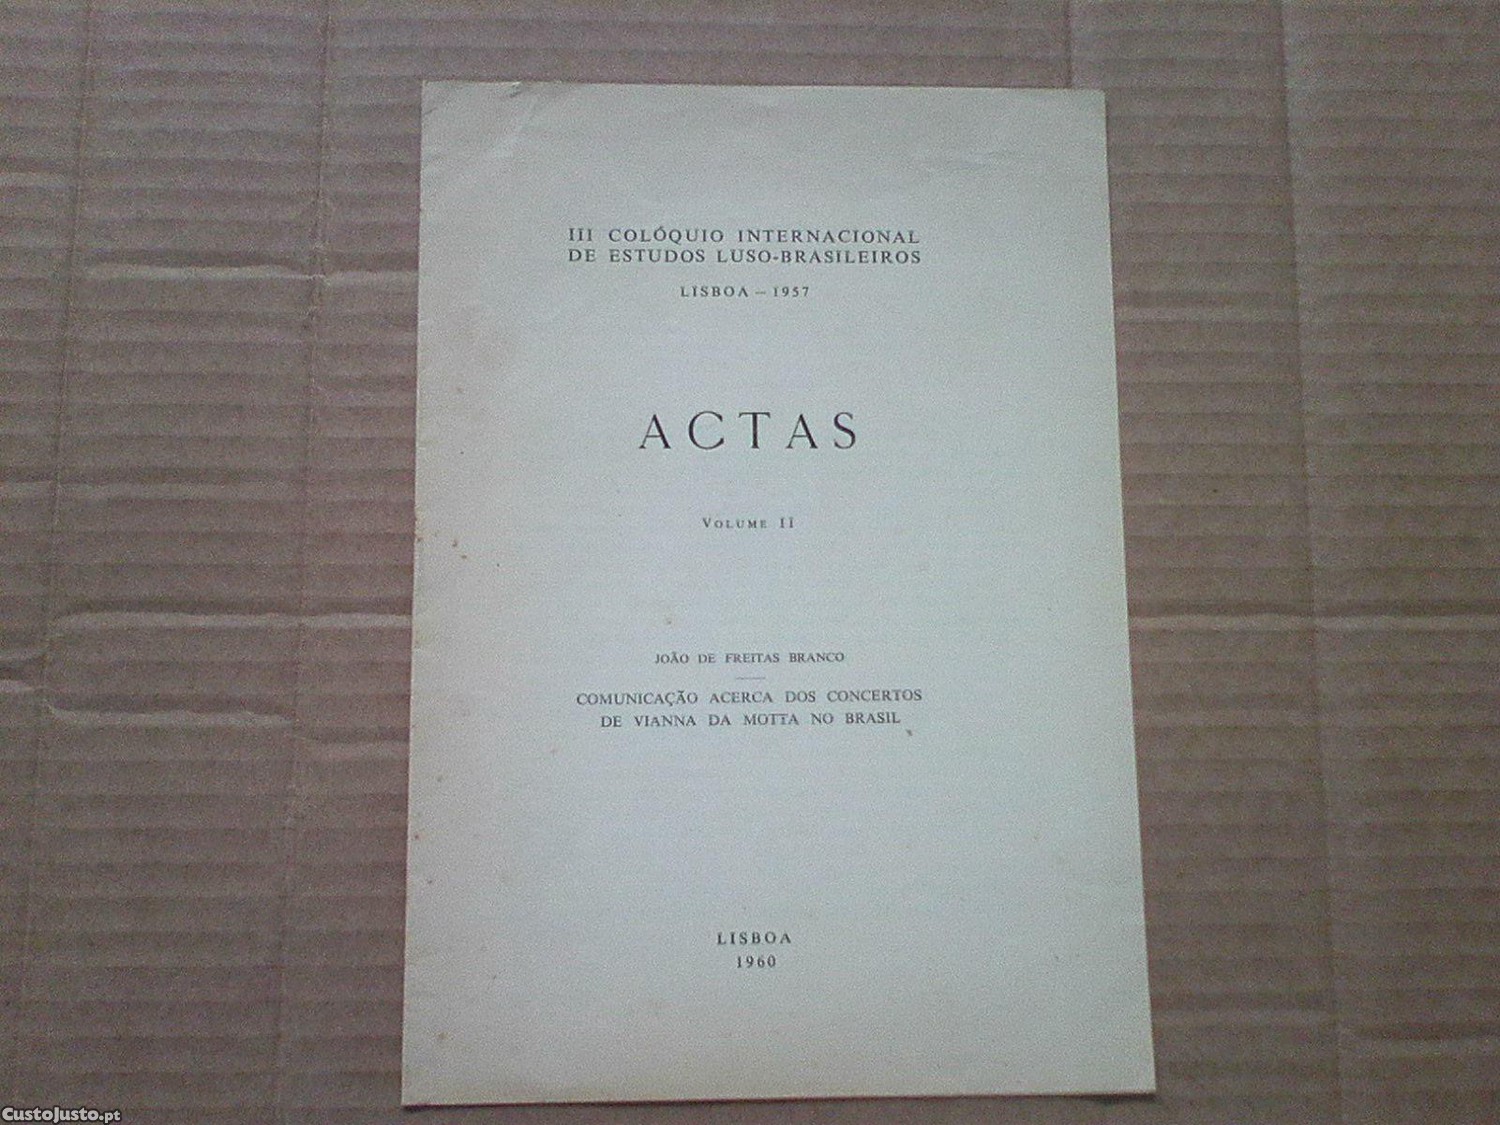 III COLÓQUIO INTERNACIONAL
DE ESTUDOS LUSO-BRASILEIROS
LISBOA – 1957
ACTAS
VOLUME II
JOÃO DE FREITAS BRANCO
COMUNICAÇÃO ACERCA DOS CONCERTOS
DE VIANNA DA MOTTA NO BRASIL
LISBOA
1960
CustoJusto.pt